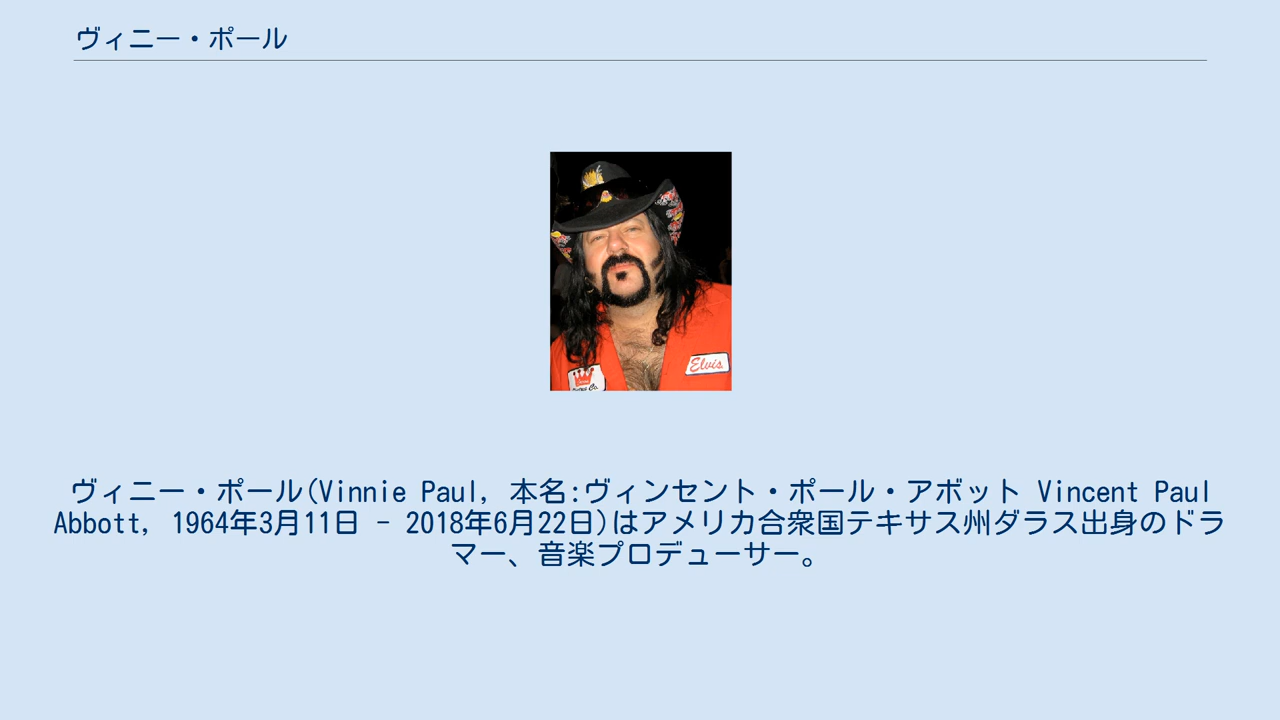 ヴィニー・ポール
Elvis
ヴィニー・ポール(Vinnie Paul, 本名:ヴィンセント・ポール・アボット Vincent Paul
Abbott, 1964年3月11日 - 2018年6月22日)はアメリカ合衆国テキサス州ダラス出身のドラ
マー、音楽プロデューサー。